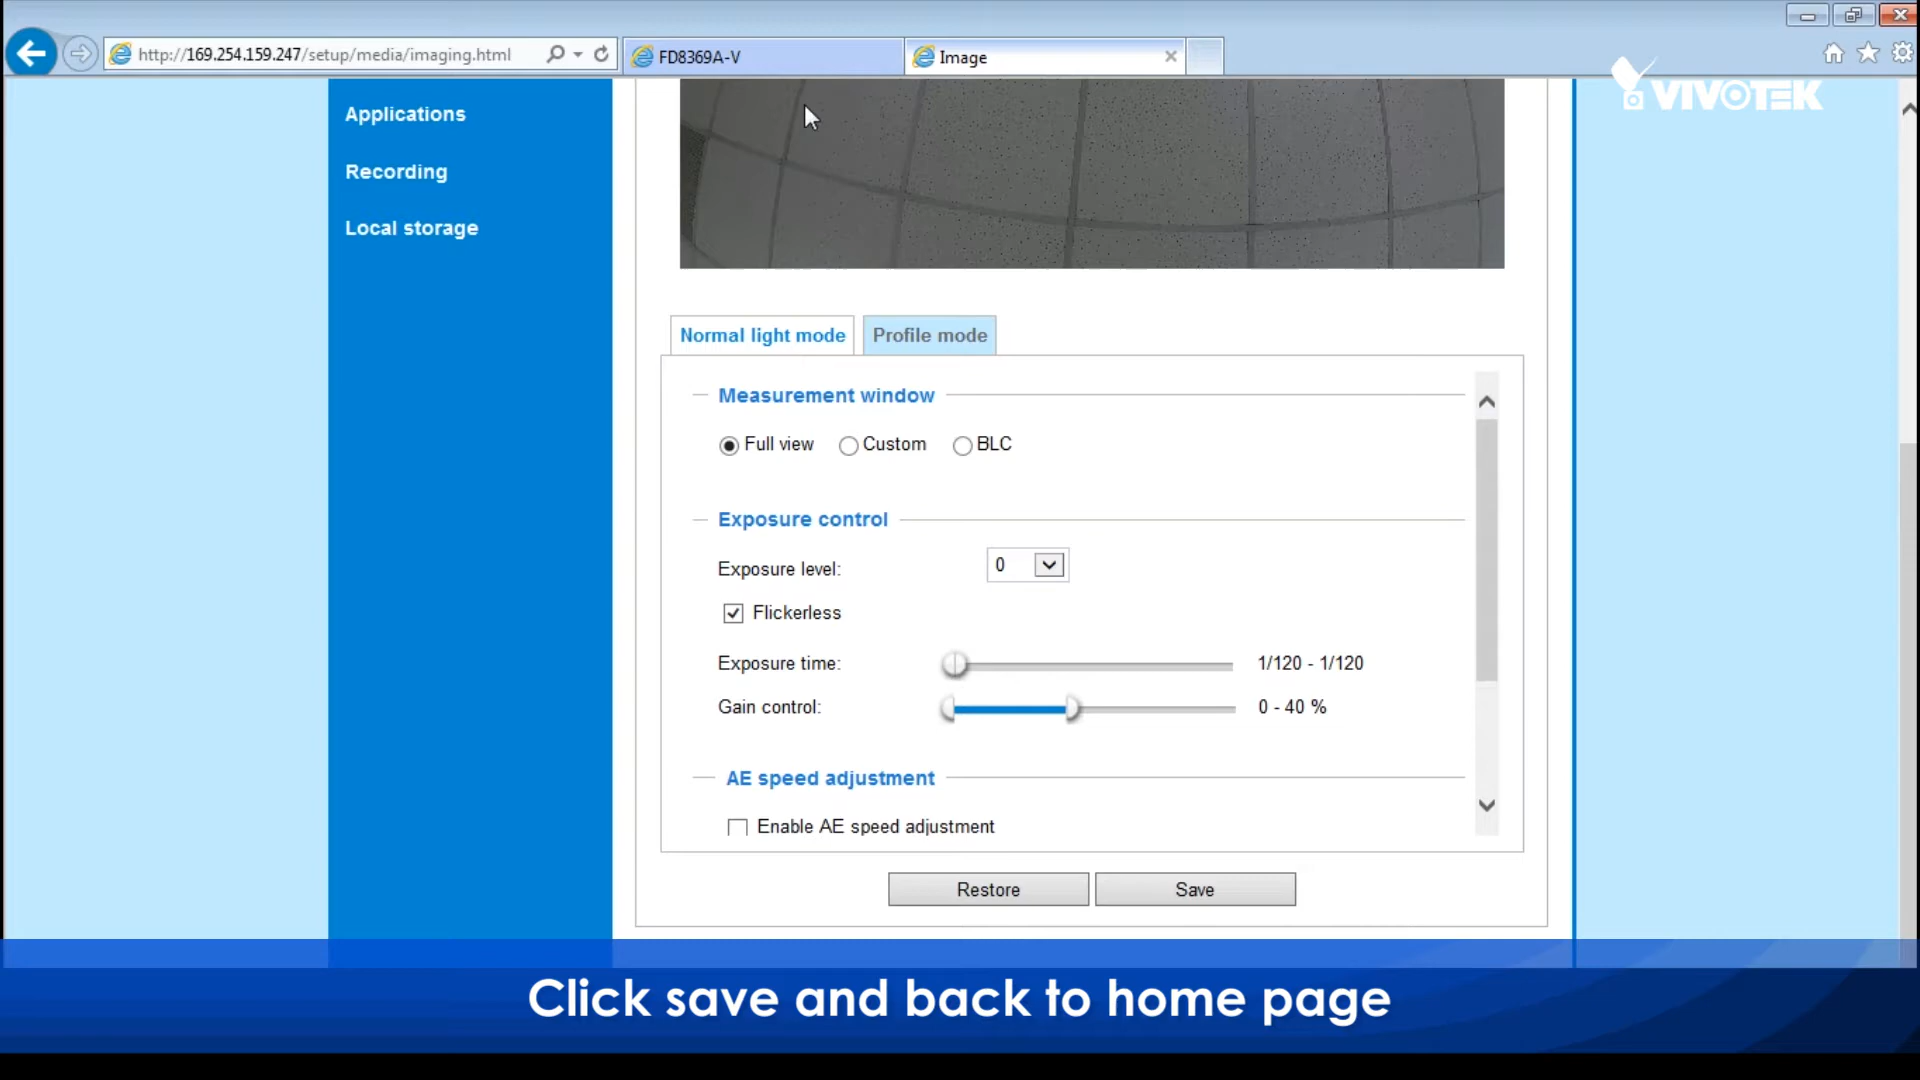 http://169.254.159.247/setup/media/imaging.html
FD8369A-V
Image
VIVOTEK
Applications
Recording
Local storage
Normal light mode
Profile mode
Measurement window
Full view
Custom
BLC
Exposure control
Exposure level:
0
Flickerless
Exposure time:
1/120 - 1/120
Gain control:
0 - 40 %
AE speed adjustment
Enable AE speed adjustment
Restore
Save
Click save and back to home page